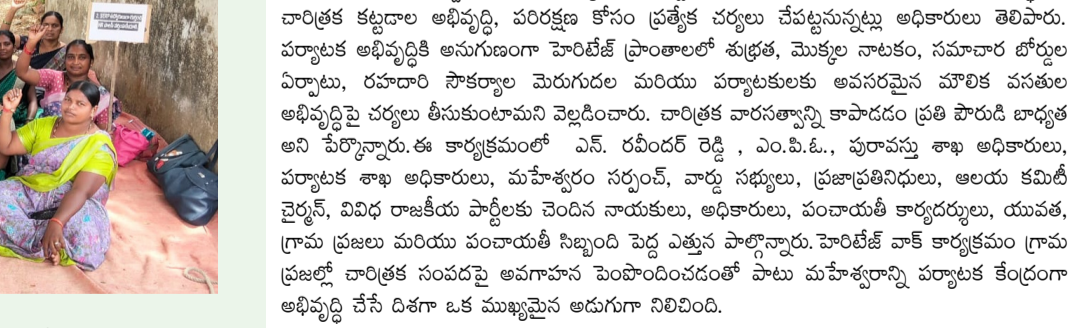 చారిత్రక కట్టడాల అభివృద్ధి, పరిరక్షణ కోసం ప్రత్యేక చర్యలు చేపట్టనున్నట్లు అధికారులు తెలిపారు.
పర్యాటక అభివృద్ధికి అనుగుణంగా హెరిటేజ్ ప్రాంతాలలో శుభ్రత, మొక్కల నాటకం, సమాచార బోర్డుల
ఏర్పాటు, రహదారి సౌకర్యాల మెరుగుదల మరియు పర్యాటకులకు అవసరమైన మౌలిక వసతుల
అభివృద్ధిపై చర్యలు తీసుకుంటామని వెల్లడించారు. చారిత్రక వారసత్వాన్ని కాపాడడం ప్రతి పౌరుడి బాధ్యత
అని పేర్కొన్నారు.ఈ కార్యక్రమంలో ఎన్. రవీందర్ రెడ్డి , ఎం.పి.ఓ., పురావస్తు శాఖ అధికారులు,
పర్యాటక శాఖ అధికారులు, మహేశ్వరం సర్పంచ్, వార్డు సభ్యులు, ప్రజాప్రతినిధులు, ఆలయ కమిటీ
చైర్మన్, వివిధ రాజకీయ పార్టీలకు చెందిన నాయకులు, అధికారులు, పంచాయతీ కార్యదర్శులు, యువత,
గ్రామ ప్రజలు మరియు పంచాయతీ సిబ్బంది పెద్ద ఎత్తున పాల్గొన్నారు.హెరిటేజ్ వాక్ కార్యక్రమం గ్రామ
ప్రజల్లో చారిత్రక సంపదపై అవగాహన పెంపొందించడంతో పాటు మహేశ్వరాన్ని పర్యాటక కేంద్రంగా
అభివృద్ధి చేసే దిశగా ఒక ముఖ్యమైన అడుగుగా నిలిచింది.